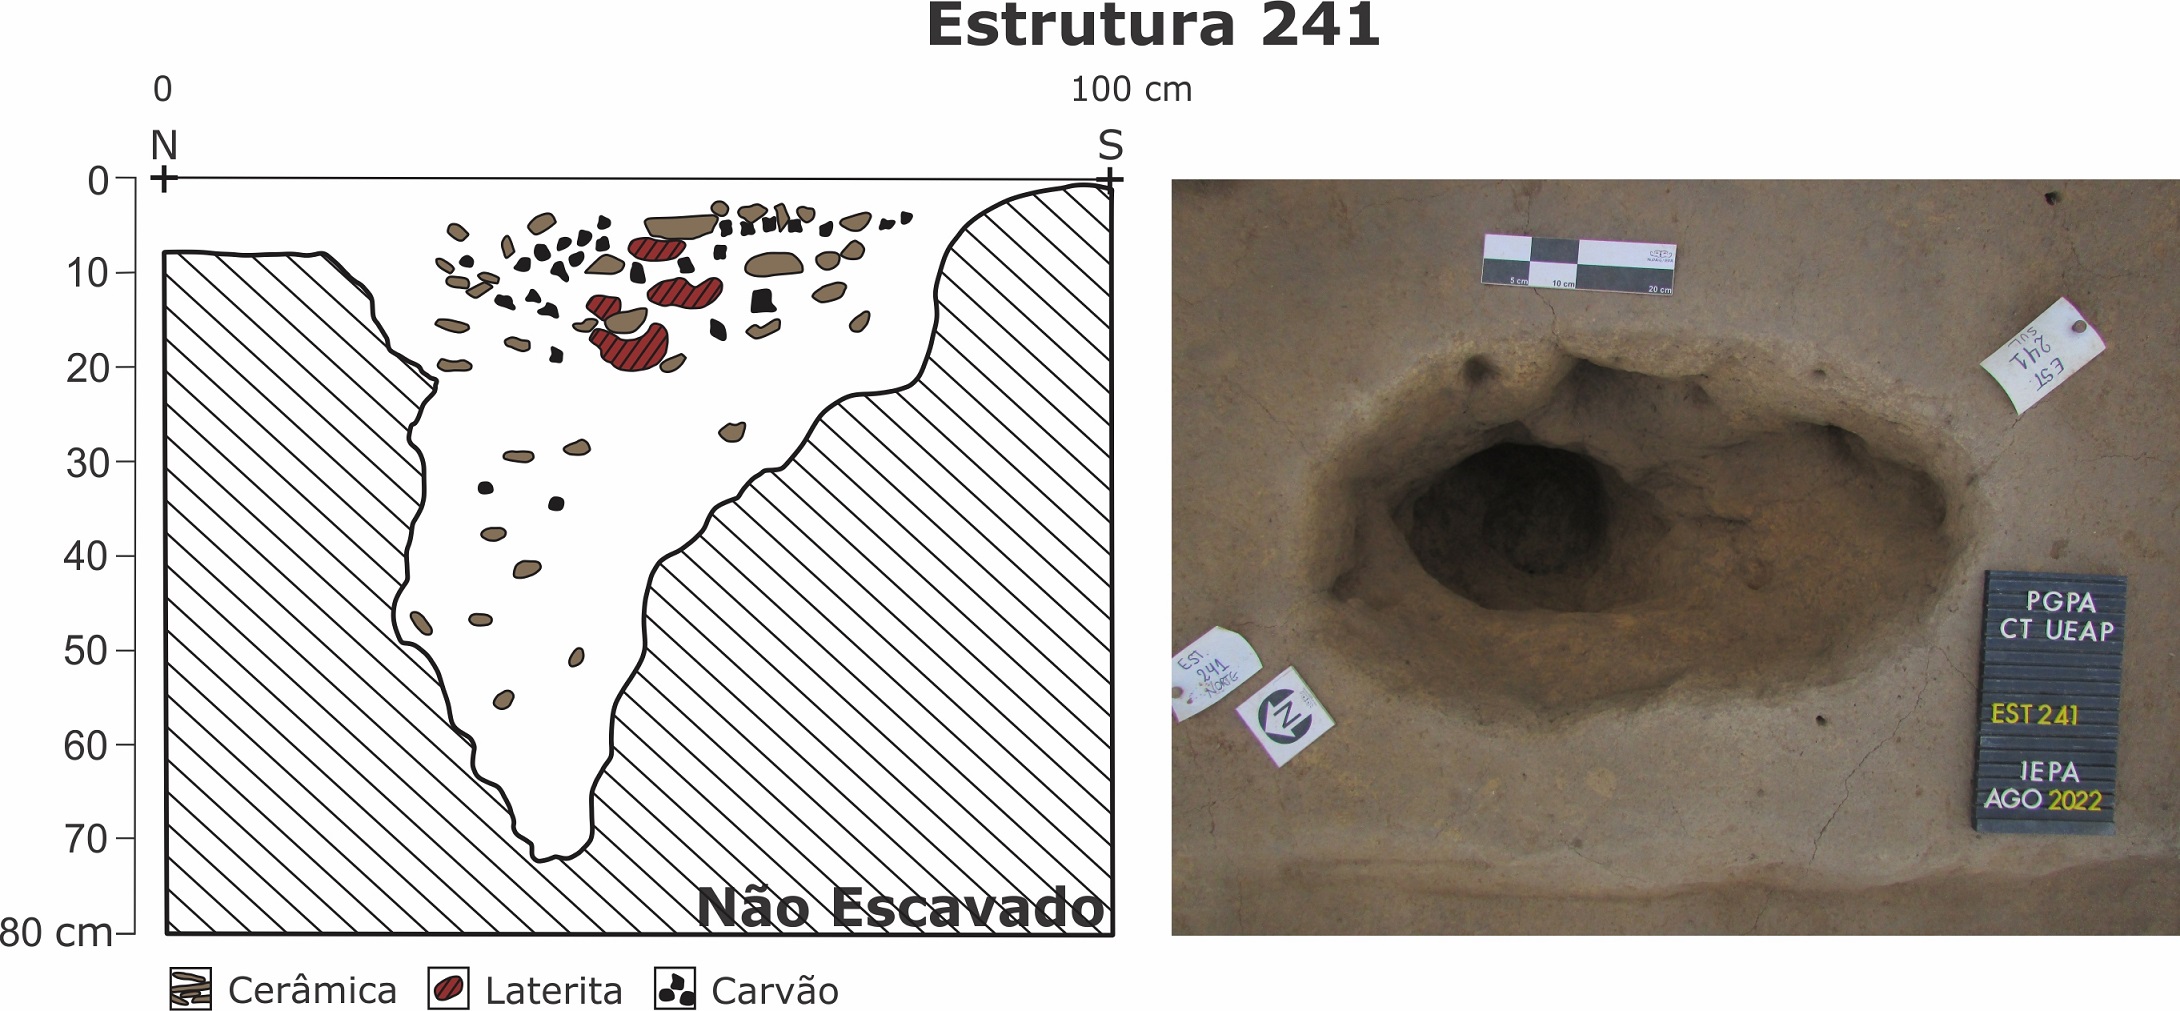 Estrutura 241
0
100 cm
N
S
0
10
20
30
40
50
60
70
80 cm
Não Escavado
Cerâmica
Laterita
Carvão
5 cm
10 cm
20 cm
EST
241
SUL
EST.
241
NORTE
N
PGPA
CT UEAP
EST 241
IEPA
AGO 2022